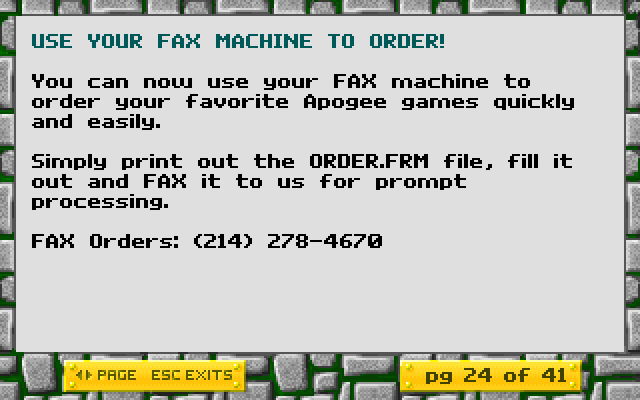 USE YOUR FAX MACHINE TO ORDER!
You can now use your FAX machine to
order your favorite Apogee games quickly
and easily.
Simply print out the ORDER.FRM file, fill it
out and FAX it to us for prompt
processing.
FAX Orders: (214) 278-4670
PAGE ESC EXITS
pg 24 of 41